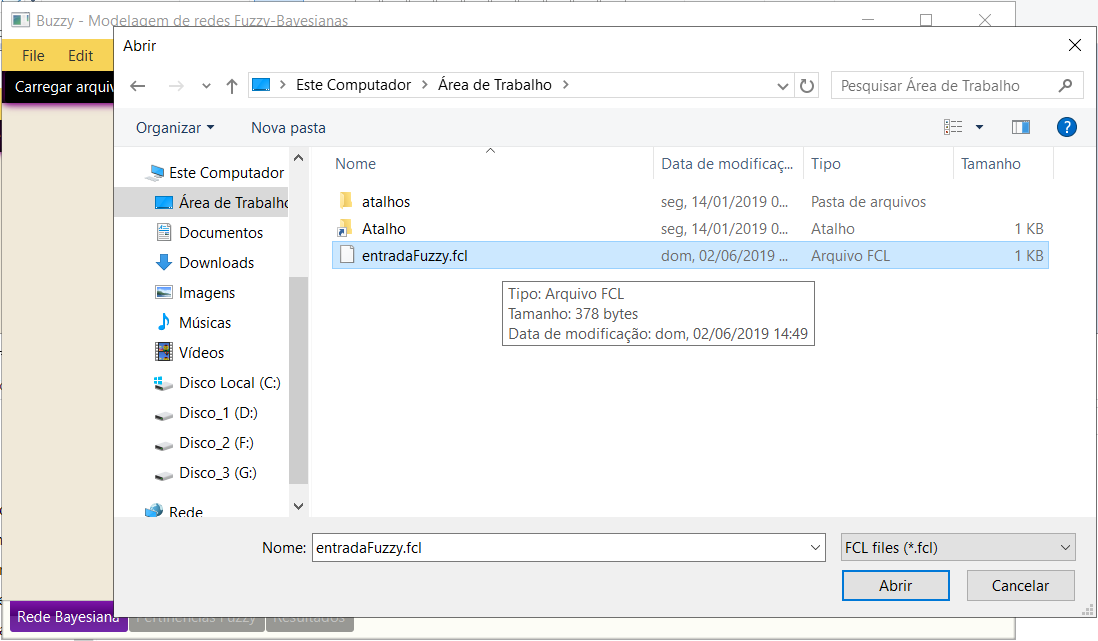 Buzzy - Modelagem de redes Fuzzy-Bayesianas
File Edit
Carregar arquiv
Abrir
Este Computador Área de Trabalho
Pesquisar Área de Trabalho
Organizar Nova pasta
Nome Data de modificaç... Tipo Tamanho
Este Computador
Área de Trabalho
Documentos
Downloads
Imagens
Músicas
Vídeos
Disco Local (C:)
Disco_1 (D:)
Disco_2 (F:)
Disco_3 (G:)
Rede
atalhos seg, 14/01/2019 0... Pasta de arquivos
Atalho seg, 14/01/2019 0... Atalho 1 KB
entradaFuzzy.fcl dom, 02/06/2019 ... Arquivo FCL 1 KB
Tipo: Arquivo FCL
Tamanho: 378 bytes
Data de modificação: dom, 02/06/2019 14:49
Nome: entradaFuzzy.fcl FCL files (*.fcl)
Abrir Cancelar
Rede Bayesiana Pertinências Fuzzy Resultados